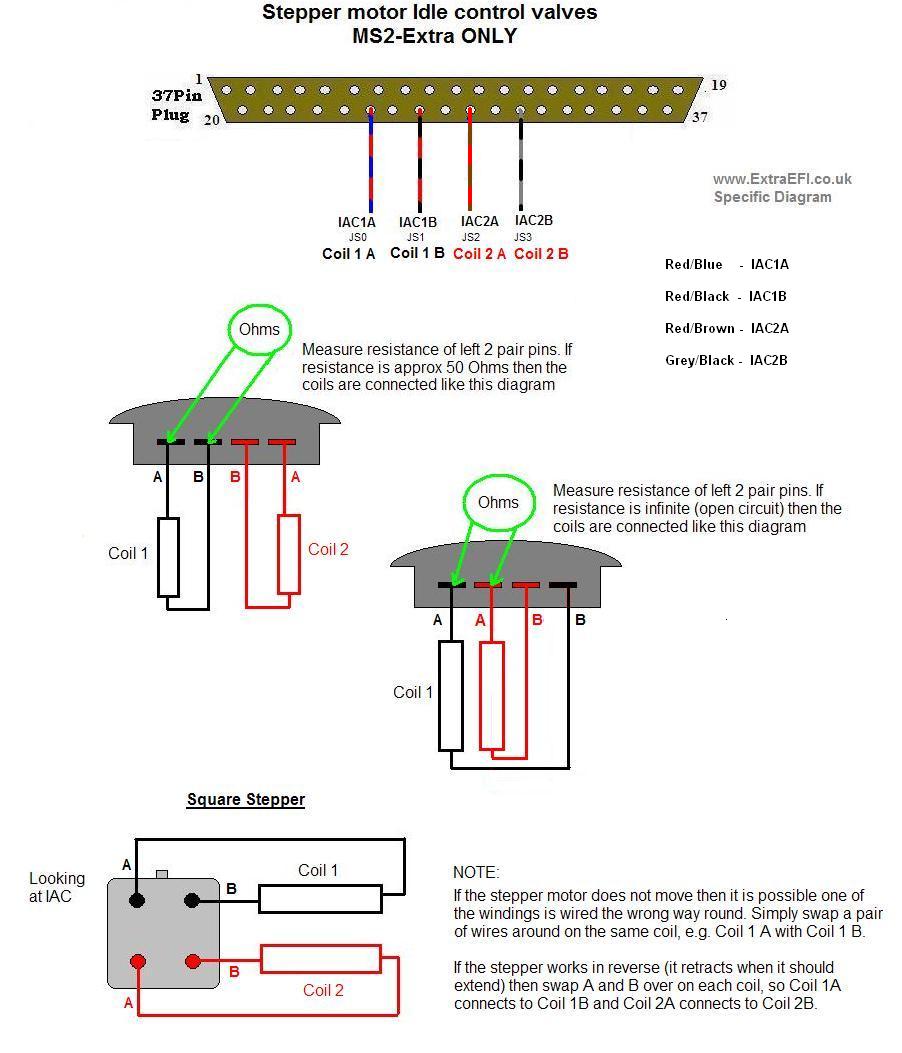 Stepper motor Idle control valves
MS2-Extra ONLY
1
19
37Pin
Plug
20
37
www.ExtraEFI.co.uk
Specific Diagram
IAC1A IAC1B IAC2A IAC2B
JS0 JS1 JS2 JS3
Coil 1 A Coil 1 B Coil 2 A Coil 2 B
Red/Blue - IAC1A
Red/Black - IAC1B
Red/Brown - IAC2A
Grey/Black - IAC2B
Ohms
Measure resistance of left 2 pair pins. If
resistance is approx 50 Ohms then the
coils are connected like this diagram
A B B A
Coil 1
Coil 2
Ohms
Measure resistance of left 2 pair pins. If
resistance is infinite (open circuit) then the
coils are connected like this diagram
A A B B
Coil 1
Square Stepper
Looking
at IAC
A
B
Coil 1
B
A
Coil 2
NOTE:
If the stepper motor does not move then it is possible one of
the windings is wired the wrong way round. Simply swap a pair
of wires around on the same coil, e.g. Coil 1 A with Coil 1 B.
If the stepper works in reverse (it retracts when it should
extend) then swap A and B over on each coil, so Coil 1A
connects to Coil 1B and Coil 2A connects to Coil 2B.